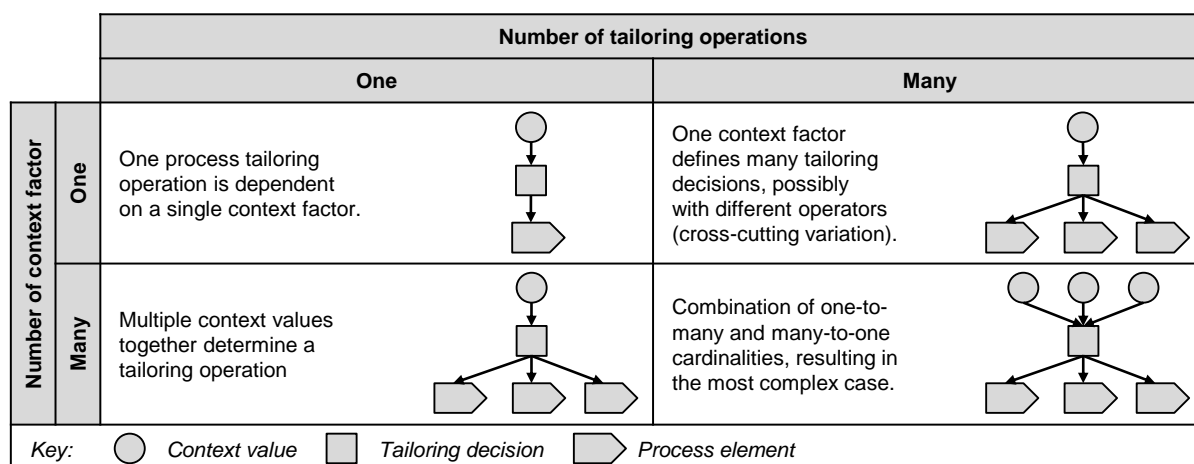 Number of tailoring operations
One
Many
Number of context factor
One
One process tailoring
operation is dependent
on a single context factor.
One context factor
defines many tailoring
decisions, possibly
with different operators
(cross-cutting variation).
Many
Multiple context values
together determine a
tailoring operation
Combination of one-to-
many and many-to-one
cardinalities, resulting in
the most complex case.
Key: Context value Tailoring decision Process element